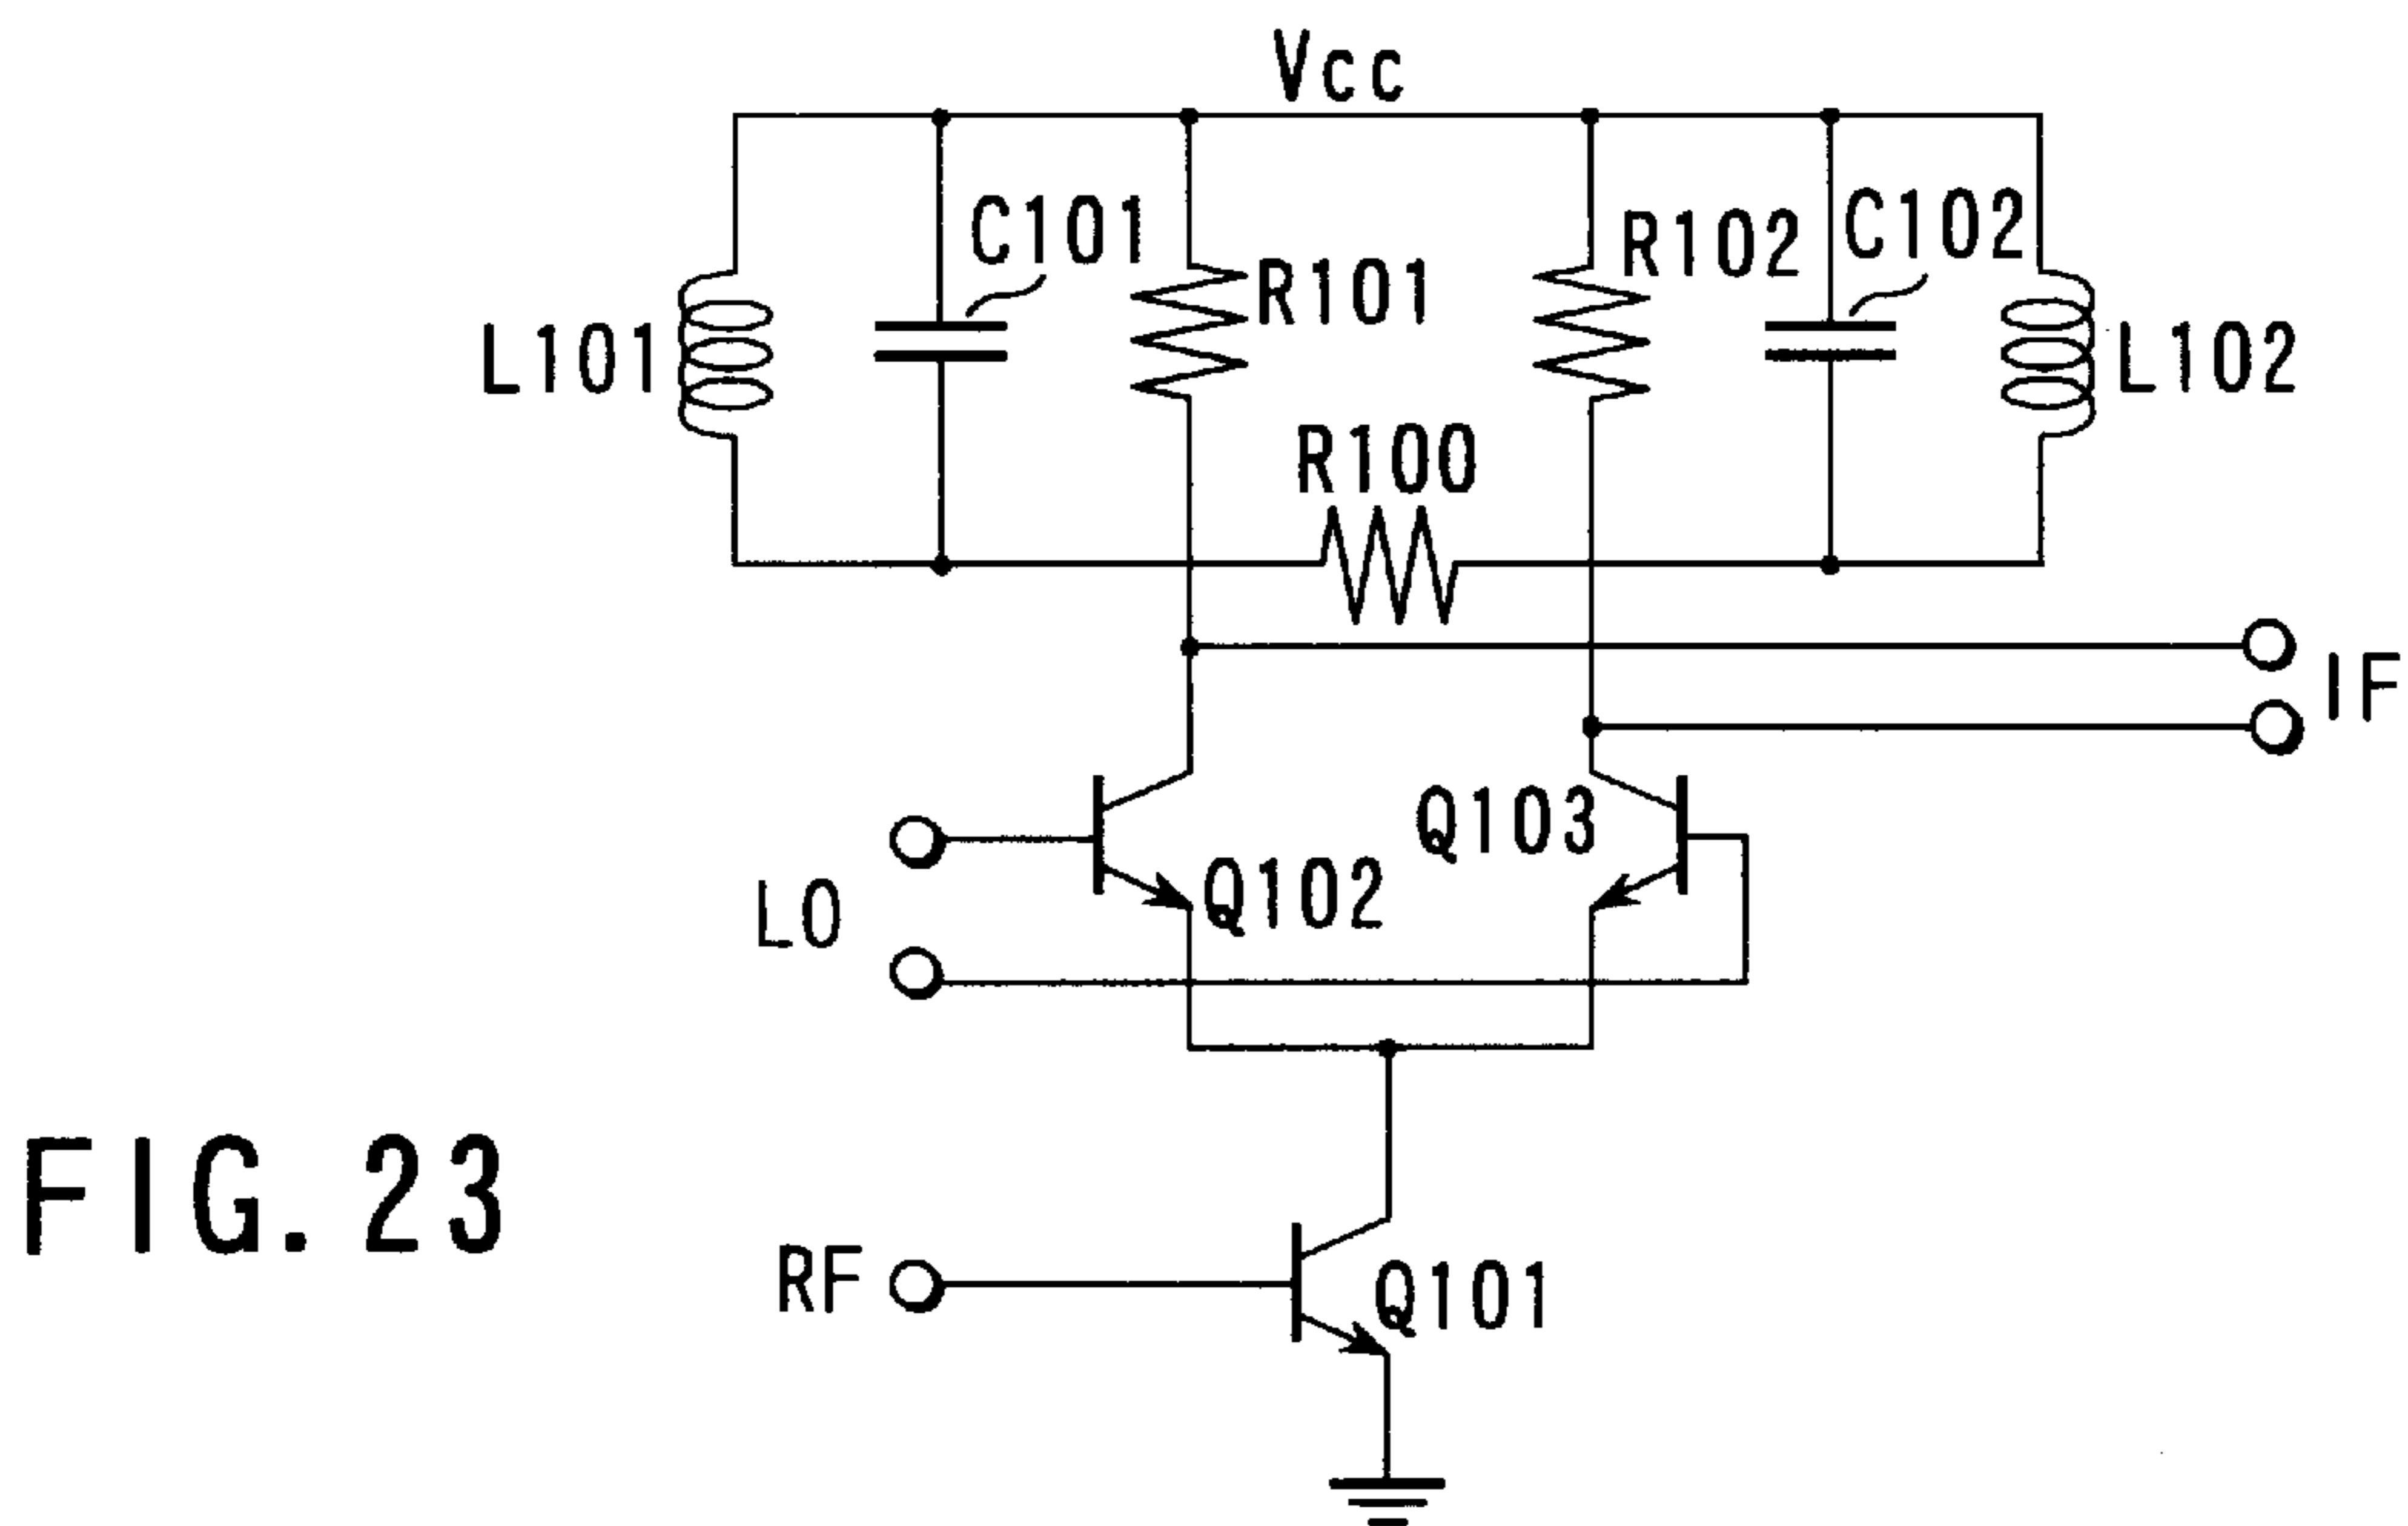 Vcc
C101
R101
R102
C102
L101
L102
R100
IF
Q103
Q102
LO
FIG. 23
RF
Q101